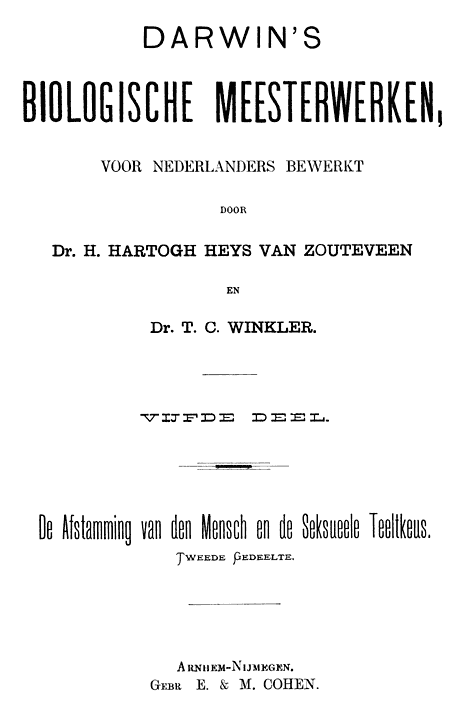 DARWIN'S
BIOLOGISCHE MEESTERWERKEN,
VOOR NEDERLANDERS BEWERKT
DOOR
Dr. H. HARTOGH HEYS VAN ZOUTEVEEN
EN
Dr. T. C. WINKLER.
VIJFDE DEEL.
De Afstamming van den Mensch en de Seksueele Teeltkeus.
TWEEDE GEDEELTE.
ARNHEM-NIJMEGEN.
GEBR E. & M. COHEN.